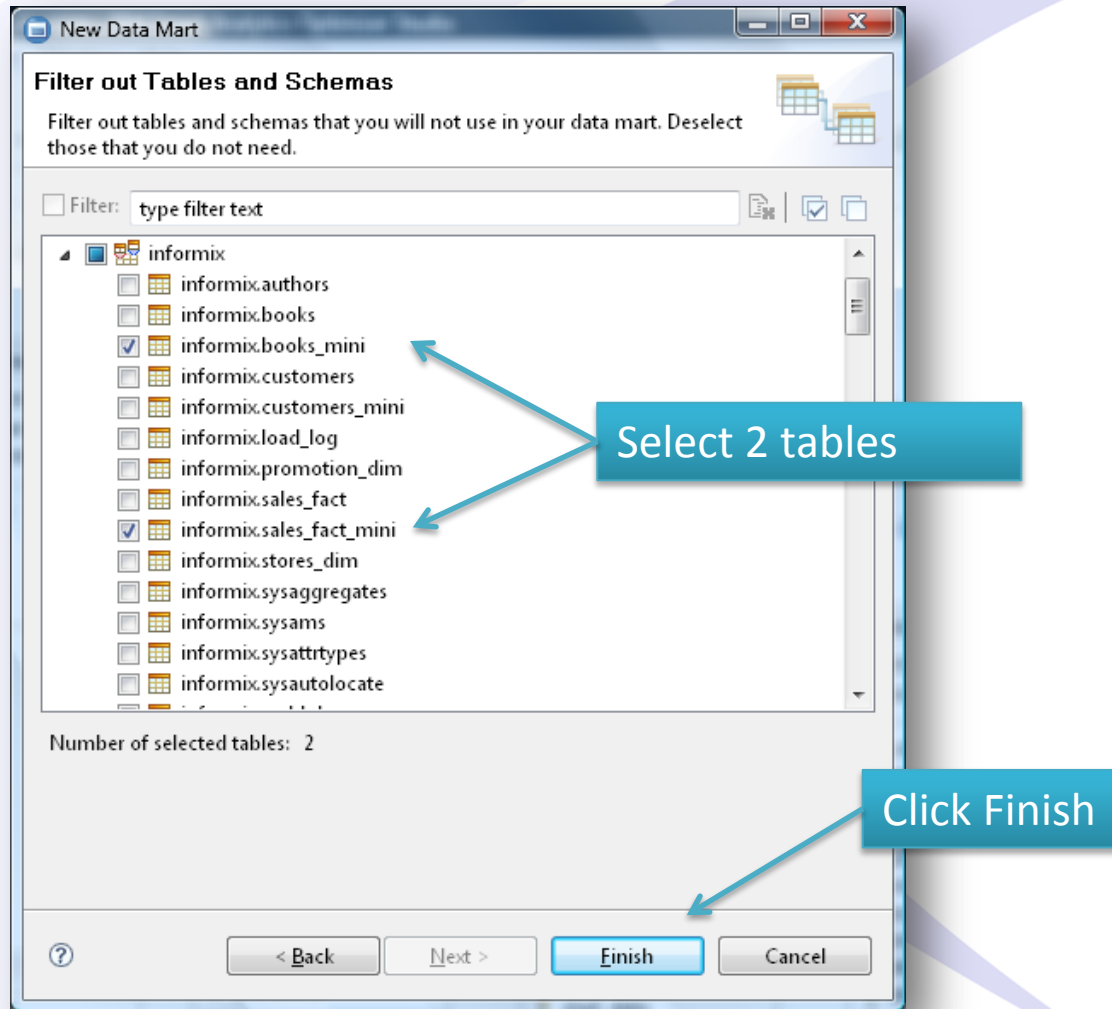 New Data Mart
Filter out Tables and Schemas
Filter out tables and schemas that you will not use in your data mart. Deselect
those that you do not need.
Filter: type filter text
informix
informix.authors
informix.books
informix.books_mini
informix.customers
informix.customers_mini
informix.load_log
informix.promotion_dim
informix.sales_fact
informix.sales_fact_mini
informix.stores_dim
informix.sysaggregates
informix.sysams
informix.sysattrtypes
informix.sysautolocate
Select 2 tables
Number of selected tables: 2
Click Finish
< Back Next > Finish Cancel